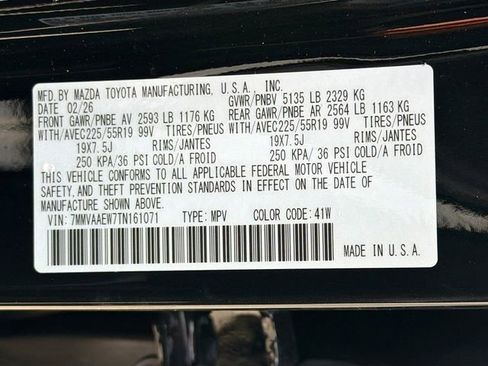 MFD.BY MAZDA TOYOTA MANUFACTURING, U.S.A., INC.
DATE 02/26 GVWR/PNBV 5135 LB 2329 KG
FRONT GAWR/PNBE AV 2593 LB 1176 KG REAR GAWR/PNBE AR 2564 LB 1163 KG
WITH/AVEC225/55R19 99V TIRES/PNEUS WITH/AVEC225/55R19 99V TIRES/PNEUS
19X7.5J RIMS/JANTES 19X7.5J RIMS/JANTES
250 KPA/36 PSI COLD/A FROID 250 KPA/ 36 PSI COLD/A FROID
THIS VEHICLE CONFORMS TO ALL APPLICABLE FEDERAL MOTOR VEHICLE
SAFETY, AND THEFT PREVENTION STANDARDS IN EFFECT ON THE DATE OF
MANUFACTURE SHOWN ABOVE.
VIN: 7MMVAAEW7TN161071 TYPE: MPV COLOR CODE: 41W
MADE IN U.S.A.